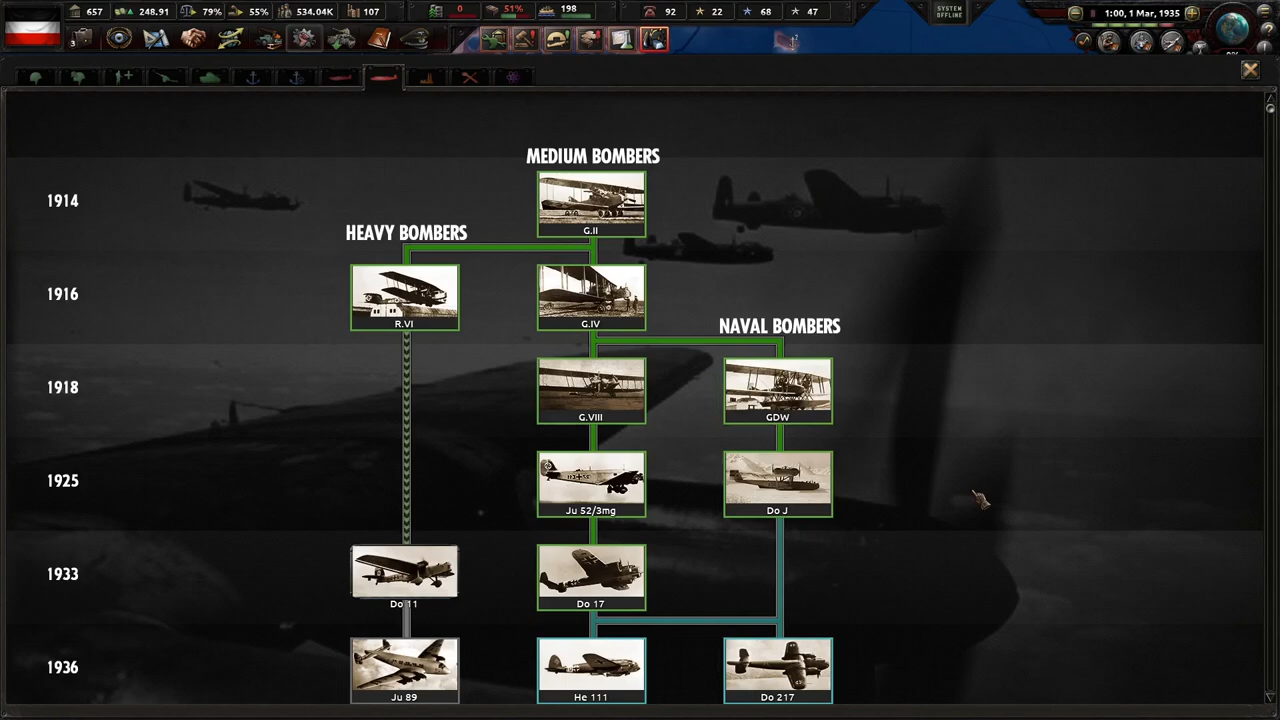 657 248.91 79% 55% 534.04K 107 0 51% 198 92 22 68 47 SYSTEM OFFLINE 1:00, 1 Mar, 1935
3
MEDIUM BOMBERS
1914
G.II
HEAVY BOMBERS
1916
R.VI G.IV
NAVAL BOMBERS
1918
G.VIII GDW
1925
Ju 52/3mg Do J
1933
Do 11 Do 17
1936
Ju 89 He 111 Do 217